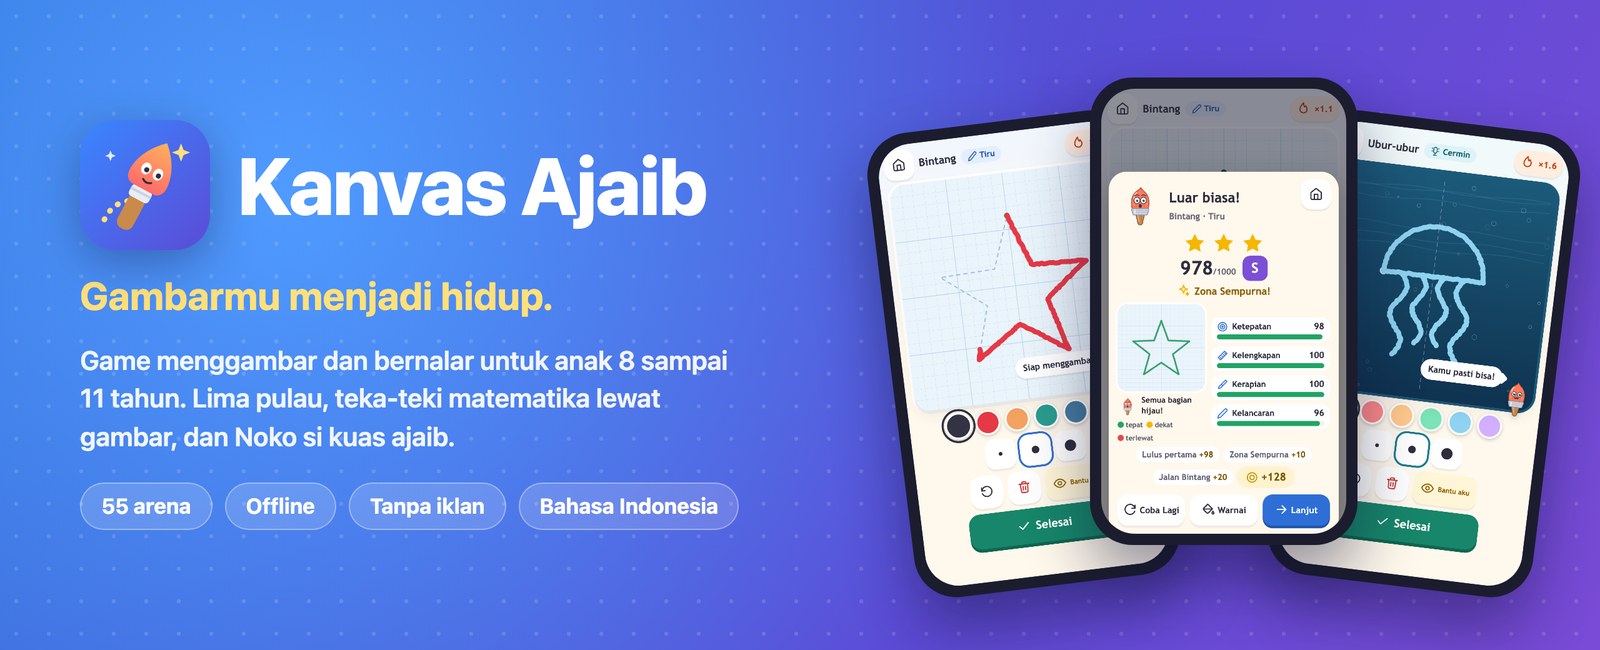 Kanvas Ajaib
Gambarmu menjadi hidup.
Game menggambar dan bernalar untuk anak 8 sampai
11 tahun. Lima pulau, teka-teki matematika lewat
gambar, dan Noko si kuas ajaib.
55 arena
Offline
Tanpa iklan
Bahasa Indonesia
Bintang
Tiru
Siap menggamba
Bantu
Selesai
Bintang
Tiru
×1.1
Luar biasa!
Bintang · Tiru
978/1000 S
Zona Sempurna!
Ketepatan 98
Kelengkapan 100
Kerapian 100
Kelancaran 96
Semua bagian
hijau!
tepat dekat
terlewat
Lulus pertama +98
Zona Sempurna +10
Jalan Bintang +20
+128
Coba Lagi
Warnai
Lanjut
Ubur-ubur
Cermin
×1.6
Kamu pasti bisa!
Bantu aku
Selesai